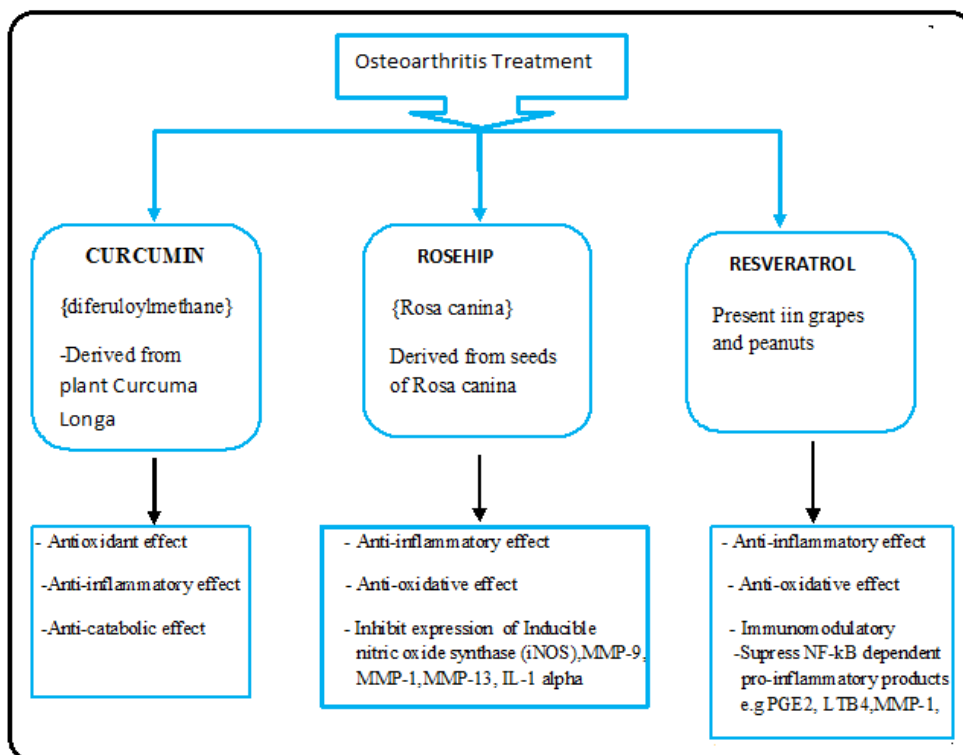 Osteoarthritis Treatment
CURCUMIN
{diferuloylmethane}
-Derived from
plant Curcuma
Longa
ROSEHIP
{Rosa canina}
Derived from seeds
of Rosa canina
RESVERATROL
Present iin grapes
and peanuts
- Antioxidant effect
-Anti-inflammatory effect
-Anti-catabolic effect
- Anti-inflammatory effect
- Anti-oxidative effect
- Inhibit expression of Inducible
nitric oxide synthase (iNOS),MMP-9,
MMP-1,MMP-13, IL-1 alpha
- Anti-inflammatory effect
- Anti-oxidative effect
- Immunomodulatory
-Supress NF-kB dependent
pro-inflammatory products
e.g PGE2, LTB4,MMP-1,